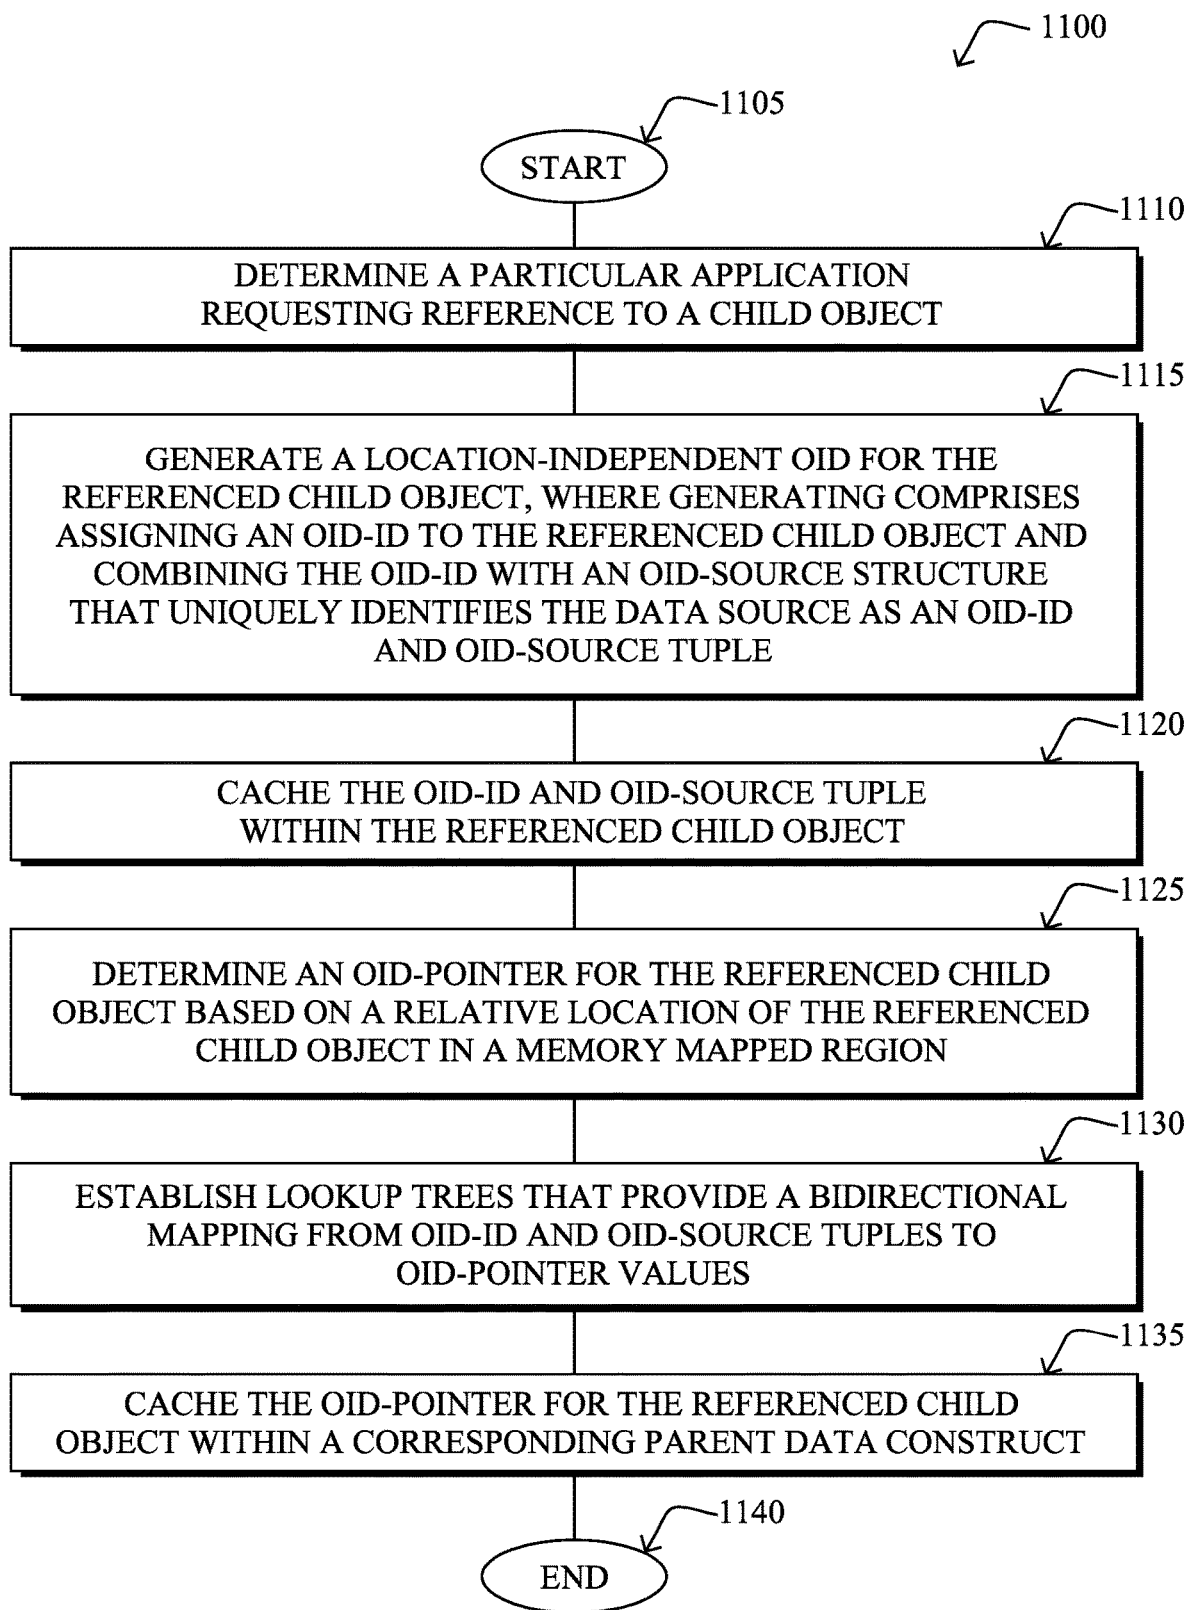 1100
1105
START
1110
DETERMINE A PARTICULAR APPLICATION
REQUESTING REFERENCE TO A CHILD OBJECT
1115
GENERATE A LOCATION-INDEPENDENT OID FOR THE
REFERENCED CHILD OBJECT, WHERE GENERATING COMPRISES
ASSIGNING AN OID-ID TO THE REFERENCED CHILD OBJECT AND
COMBINING THE OID-ID WITH AN OID-SOURCE STRUCTURE
THAT UNIQUELY IDENTIFIES THE DATA SOURCE AS AN OID-ID
AND OID-SOURCE TUPLE
1120
CACHE THE OID-ID AND OID-SOURCE TUPLE
WITHIN THE REFERENCED CHILD OBJECT
1125
DETERMINE AN OID-POINTER FOR THE REFERENCED CHILD
OBJECT BASED ON A RELATIVE LOCATION OF THE REFERENCED
CHILD OBJECT IN A MEMORY MAPPED REGION
1130
ESTABLISH LOOKUP TREES THAT PROVIDE A BIDIRECTIONAL
MAPPING FROM OID-ID AND OID-SOURCE TUPLES TO
OID-POINTER VALUES
1135
CACHE THE OID-POINTER FOR THE REFERENCED CHILD
OBJECT WITHIN A CORRESPONDING PARENT DATA CONSTRUCT
1140
END